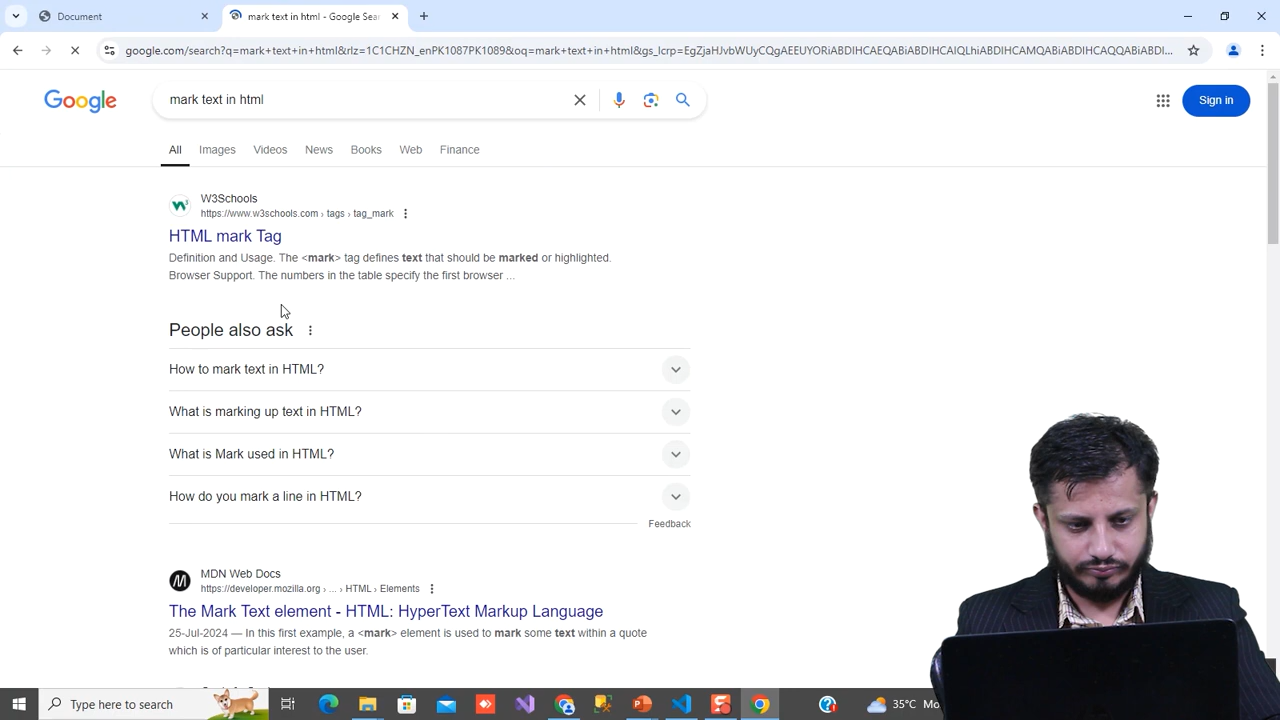 Document
mark text in html - Google Sea
google.com/search?q=mark+text+in+html&rlz=1C1CHZN_enPK1087PK1089&oq=mark+text+in+html&gs_lcrp=EgZjaHJvbWUyCQgAEEUYORiABDIHCAEQABiABDIHCAIQLhiABDIHCAMQABiABDIHCAQQABiABDI...
Google
mark text in html
Sign in
All Images Videos News Books Web Finance
W3Schools
https://www.w3schools.com › tags › tag_mark
HTML mark Tag
Definition and Usage. The <mark> tag defines text that should be marked or highlighted.
Browser Support. The numbers in the table specify the first browser ...
People also ask
How to mark text in HTML?
What is marking up text in HTML?
What is Mark used in HTML?
How do you mark a line in HTML?
Feedback
MDN Web Docs
https://developer.mozilla.org › ... › HTML › Elements
The Mark Text element - HTML: HyperText Markup Language
25-Jul-2024 — In this first example, a <mark> element is used to mark some text within a quote
which is of particular interest to the user.
Type here to search
35°C